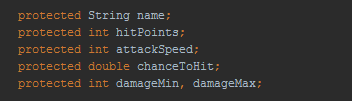 protected String name;
protected int hitPoints;
protected int attackSpeed;
protected double chanceToHit;
protected int damageMin, damageMax;